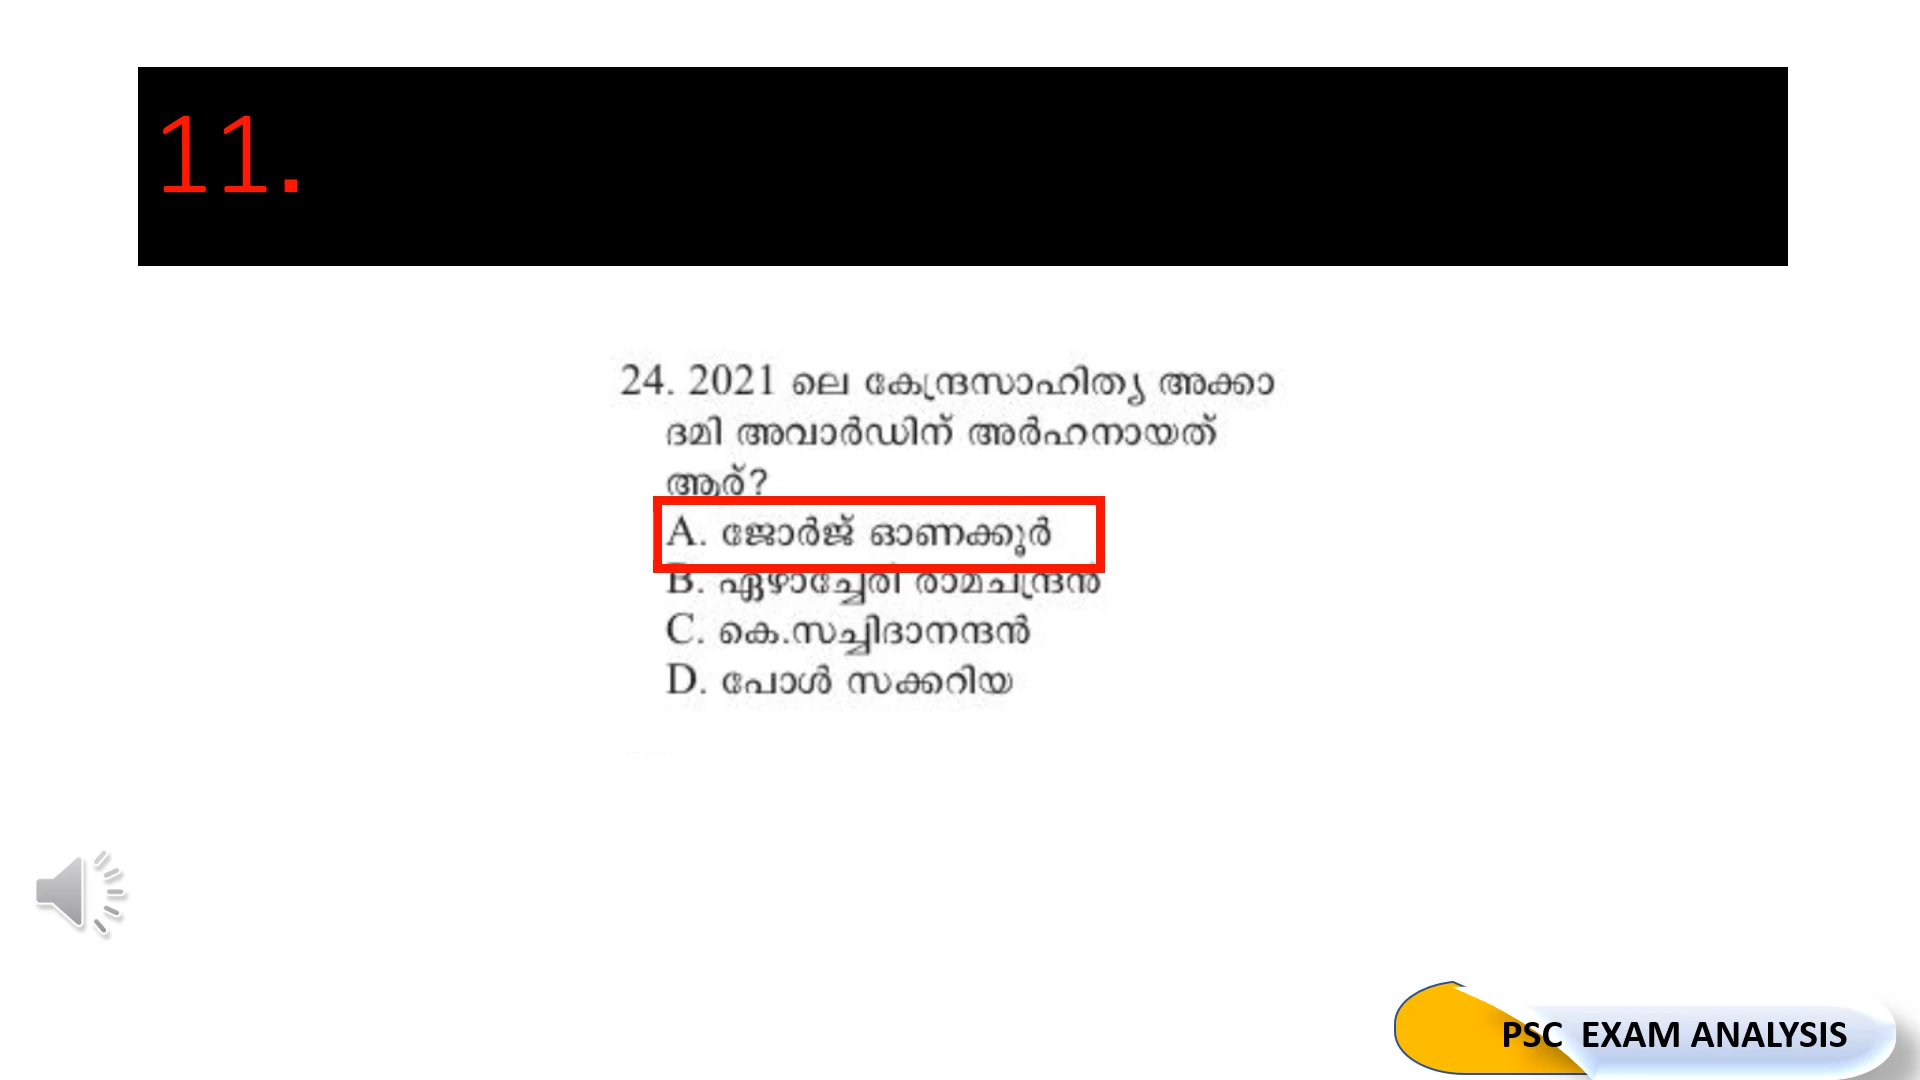 11.
24. 2021 ലെ കേന്ദ്രസാഹിത്യ അക്കാ
ദമി അവാർഡിന് അർഹനായത്
ആര്?
A. ജോർജ് ഓണക്കൂർ
B. ഏഴാച്ചേരി രാമചന്ദ്രൻ
C. കെ.സച്ചിദാനന്ദൻ
D. പോൾ സക്കറിയ
PSC EXAM ANALYSIS